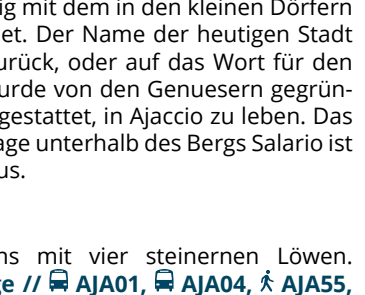 ig mit dem in den kleinen Dörfern
et. Der Name der heutigen Stadt
urück, oder auf das Wort für den
urde von den Genuesern gegrün-
gestattet, in Ajaccio zu leben. Das
age unterhalb des Bergs Salario ist
us.
ns mit vier steinernen Löwen.
ge // AJA01, AJA04, AJA55,